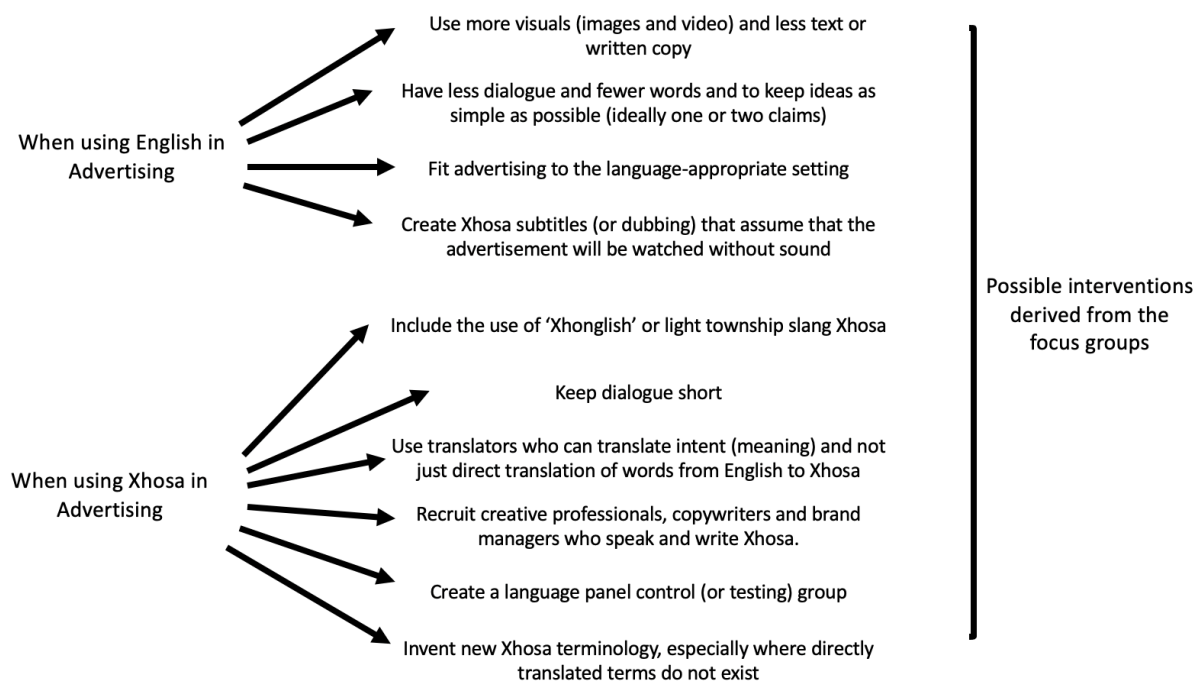 Use more visuals (images and video) and less text or
written copy
Have less dialogue and fewer words and to keep ideas as
simple as possible (ideally one or two claims)
When using English in
Advertising
Fit advertising to the language-appropriate setting
Create Xhosa subtitles (or dubbing) that assume that the
advertisement will be watched without sound
Include the use of ‘Xhonglish’ or light township slang Xhosa
Keep dialogue short
Use translators who can translate intent (meaning) and not
just direct translation of words from English to Xhosa
When using Xhosa in
Advertising
Recruit creative professionals, copywriters and brand
managers who speak and write Xhosa.
Create a language panel control (or testing) group
Invent new Xhosa terminology, especially where directly
translated terms do not exist
Possible interventions
derived from the
focus groups